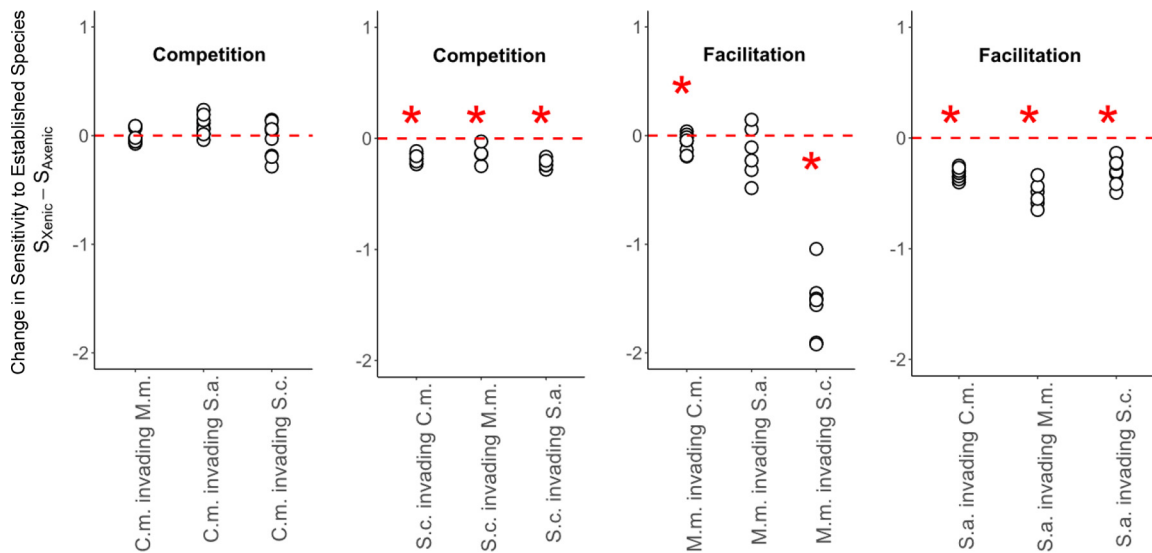 Change in Sensitivity to Established Species
SXenic – SAxenic
Competition
1
0
-1
-2
C.m. invading M.m.
C.m. invading S.a.
C.m. invading S.c.
Competition
1
* * *
0
-1
-2
S.c. invading C.m.
S.c. invading M.m.
S.c. invading S.a.
Facilitation
1
*
0
*
-1
-2
M.m. invading C.m.
M.m. invading S.a.
M.m. invading S.c.
Facilitation
1
* * *
0
-1
-2
S.a. invading C.m.
S.a. invading M.m.
S.a. invading S.c.